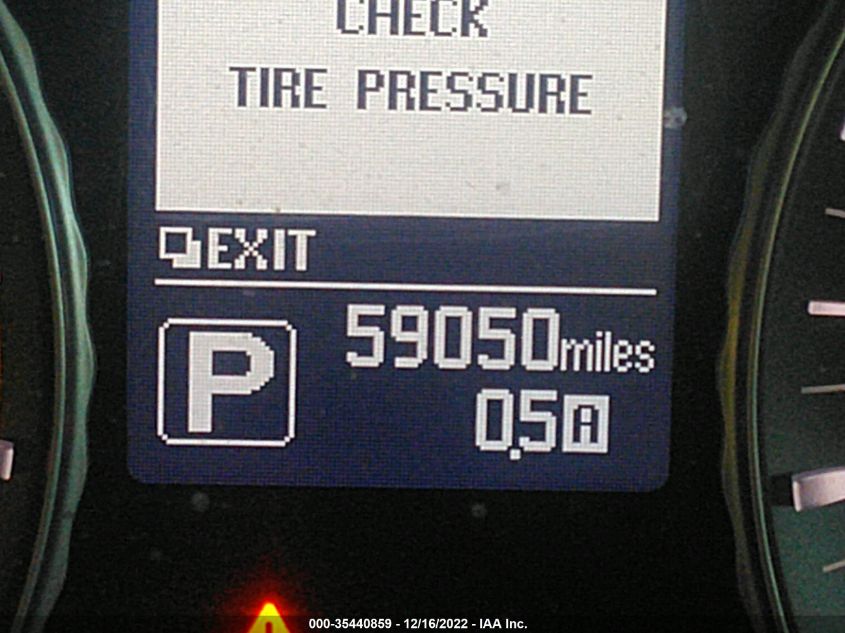 CHECK
TIRE PRESSURE
EXIT
P
59050miles
0.5A
000-35440859 - 12/16/2022 - IAA Inc.